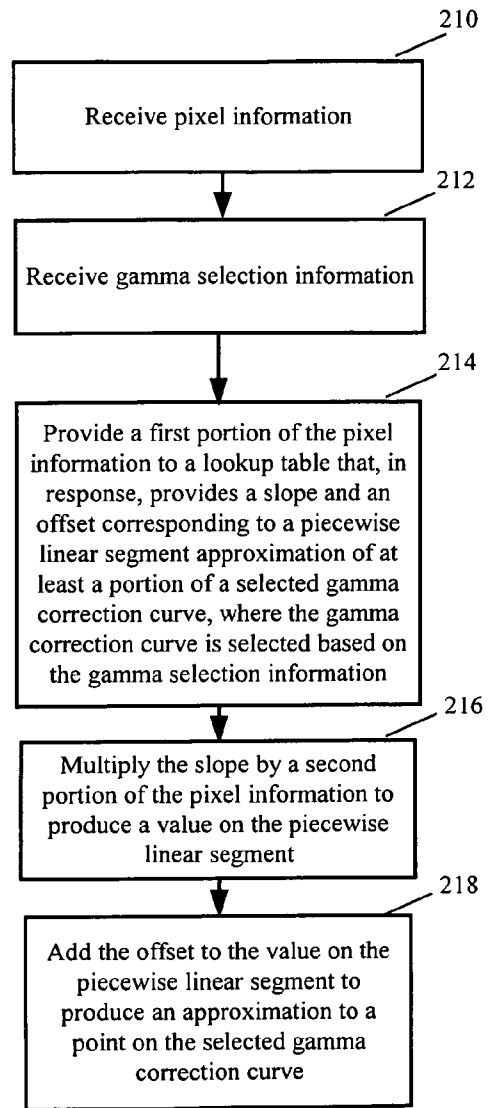 210
Receive pixel information
212
Receive gamma selection information
214
Provide a first portion of the pixel
information to a lookup table that, in
response, provides a slope and an
offset corresponding to a piecewise
linear segment approximation of at
least a portion of a selected gamma
correction curve, where the gamma
correction curve is selected based on
the gamma selection information
216
Multiply the slope by a second
portion of the pixel information to
produce a value on the piecewise
linear segment
218
Add the offset to the value on the
piecewise linear segment to
produce an approximation to a
point on the selected gamma
correction curve